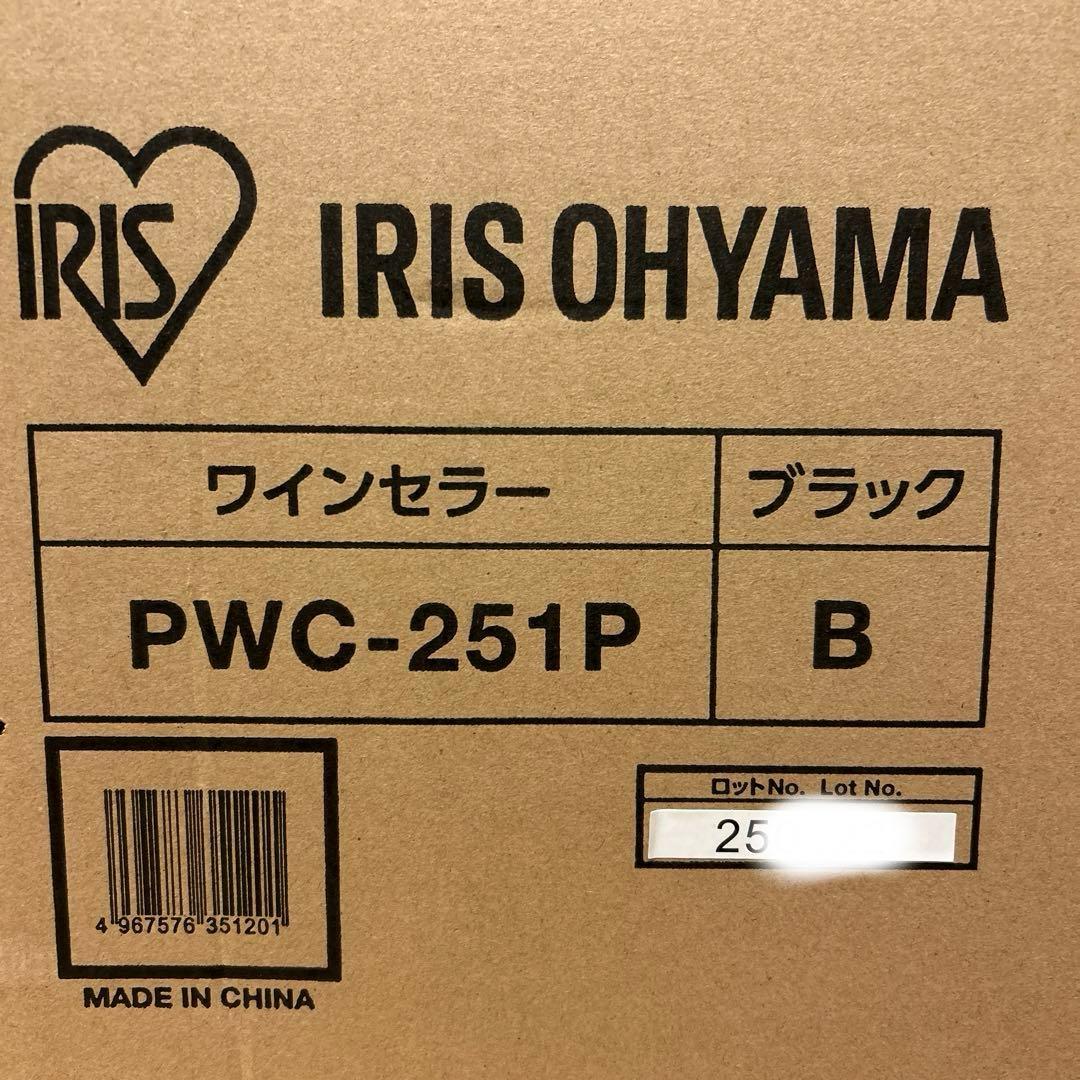 IRIS
IRIS OHYAMA
ワインセラー ブラック
PWC-251P B
ロットNo. Lot No.
25
4 967576 351201
MADE IN CHINA